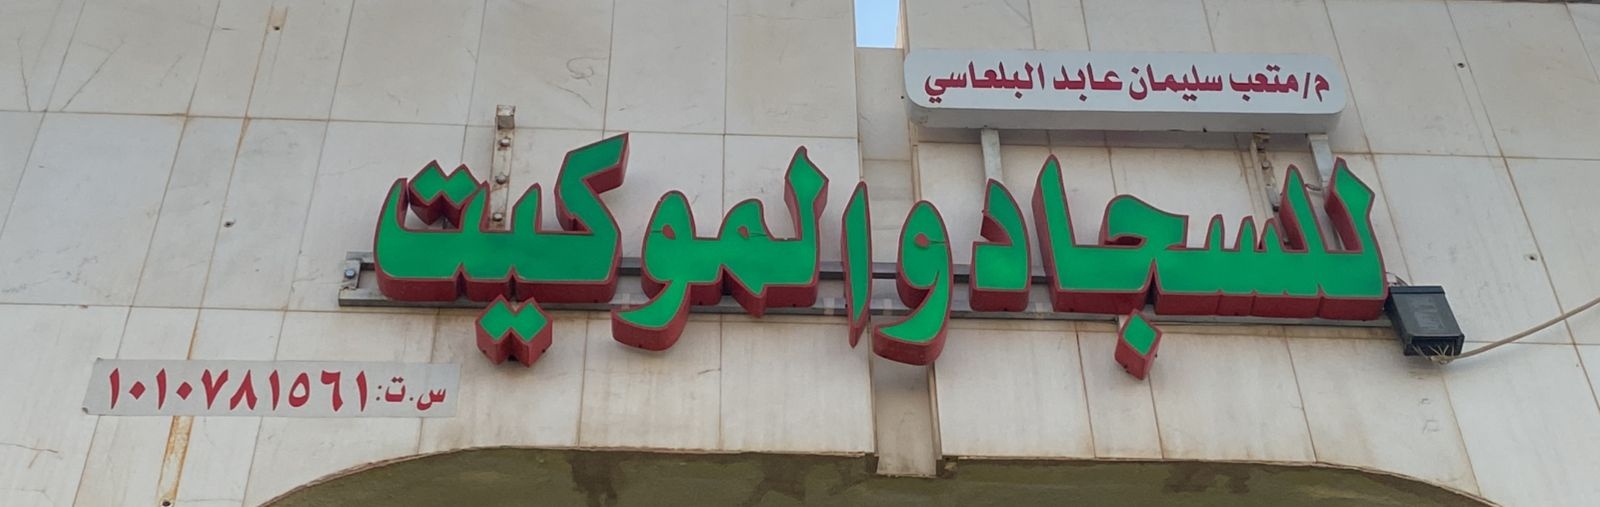 م/متعب سليمان عابد البلعاسي
للسجاد والموكيت
س.ت: ١٠١٠٧٨١٥٦١